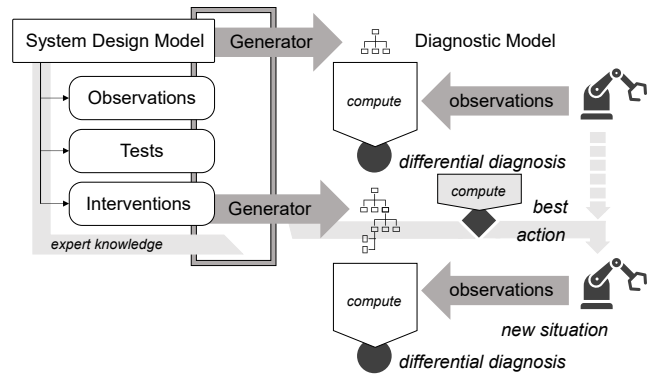 System Design Model
Generator
Diagnostic Model
Observations
Tests
Interventions
expert knowledge
compute
observations
differential diagnosis
Generator
compute
best
action
compute
observations
new situation
differential diagnosis